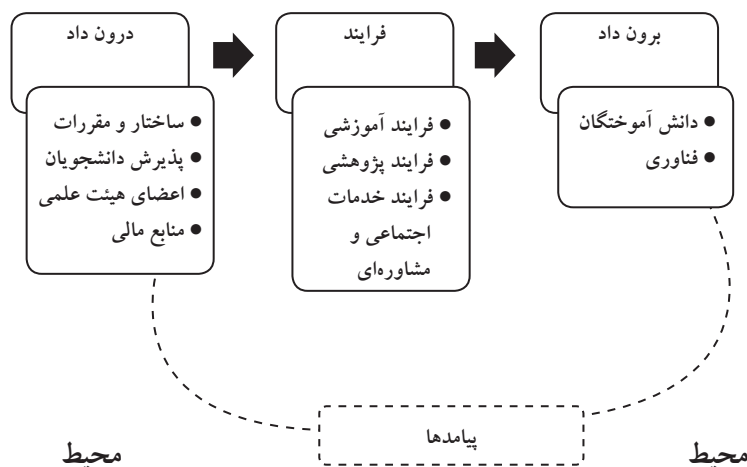 درون داد
ساختار و مقررات
پذیرش دانشجویان
اعضای هیئت علمی
منابع مالی
فرایند
فرایند آموزشی
فرایند پژوهشی
فرایند خدمات
اجتماعی و
مشاوره‌ای
برون داد
دانش آموختگان
فناوری
پیامدها
محیط
محیط